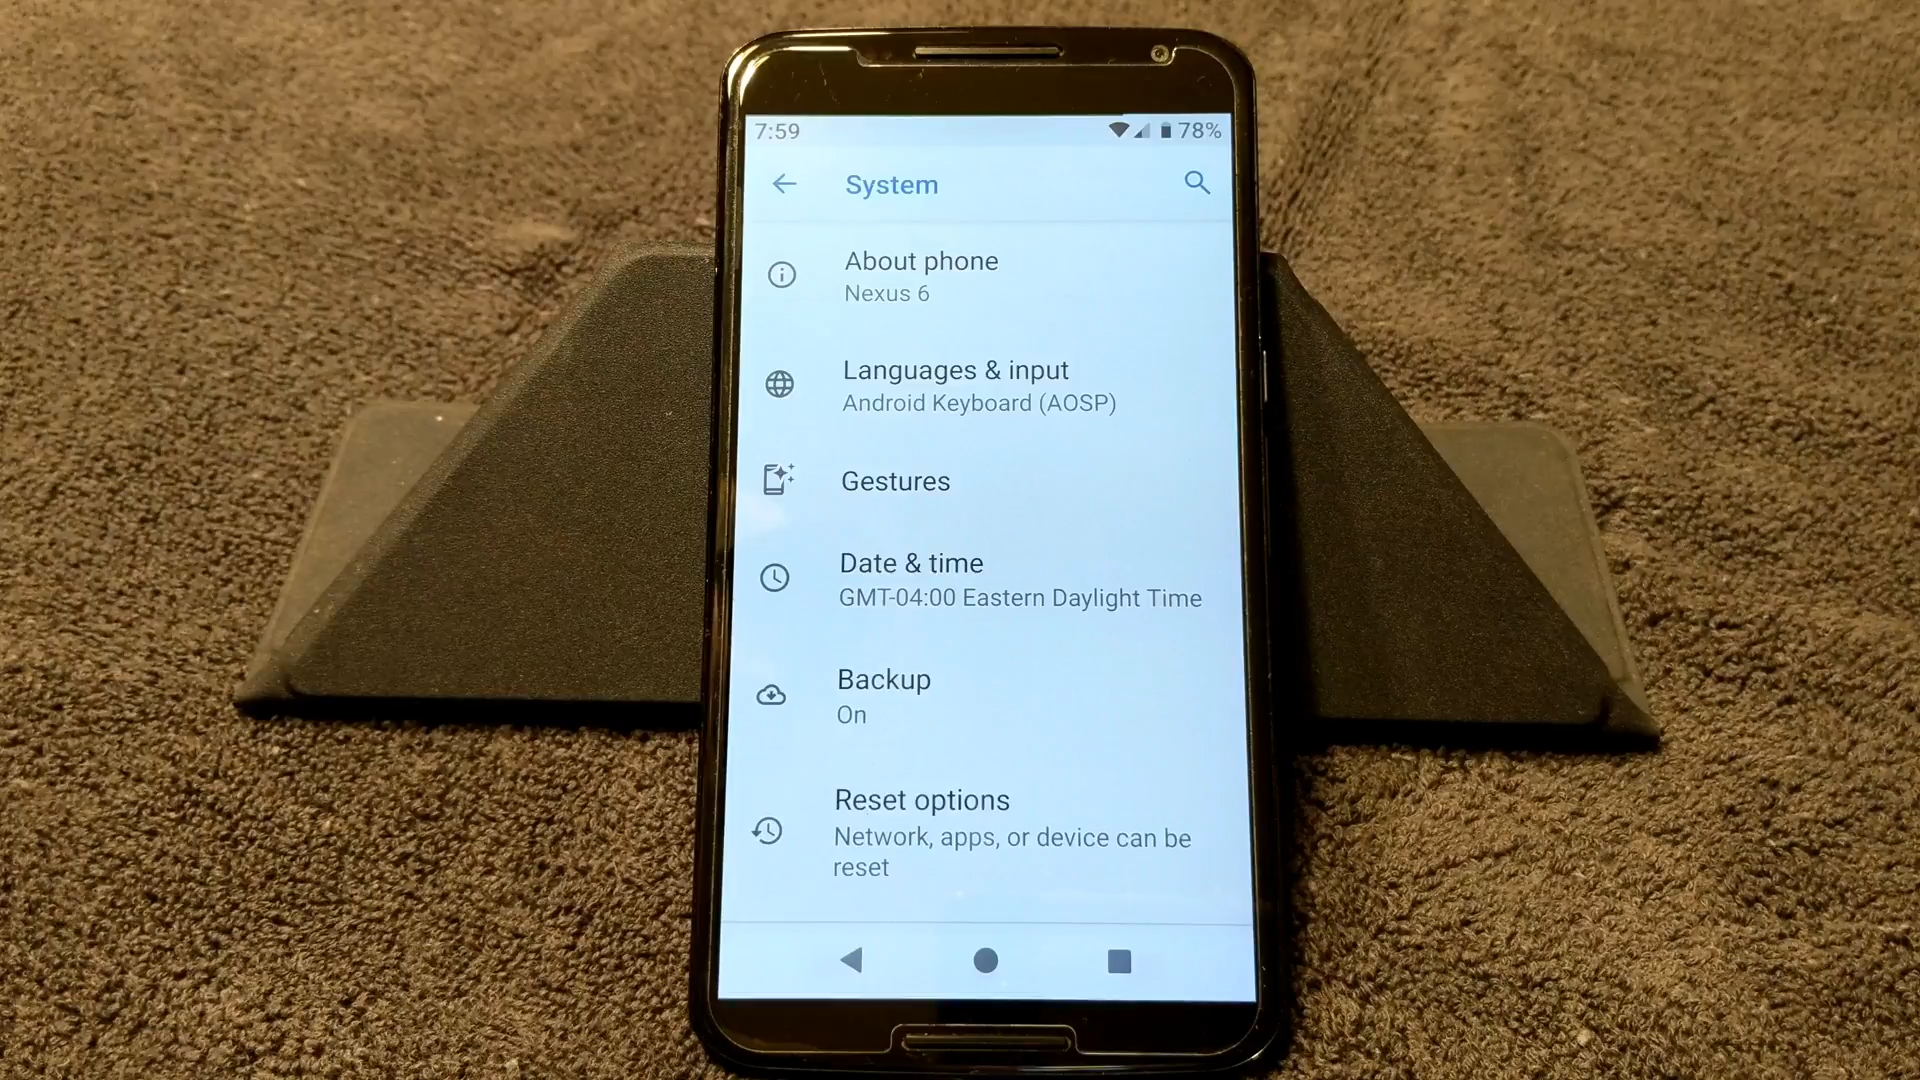 7:59
78%
System
About phone
Nexus 6
Languages & input
Android Keyboard (AOSP)
Gestures
Date & time
GMT-04:00 Eastern Daylight Time
Backup
On
Reset options
Network, apps, or device can be
reset